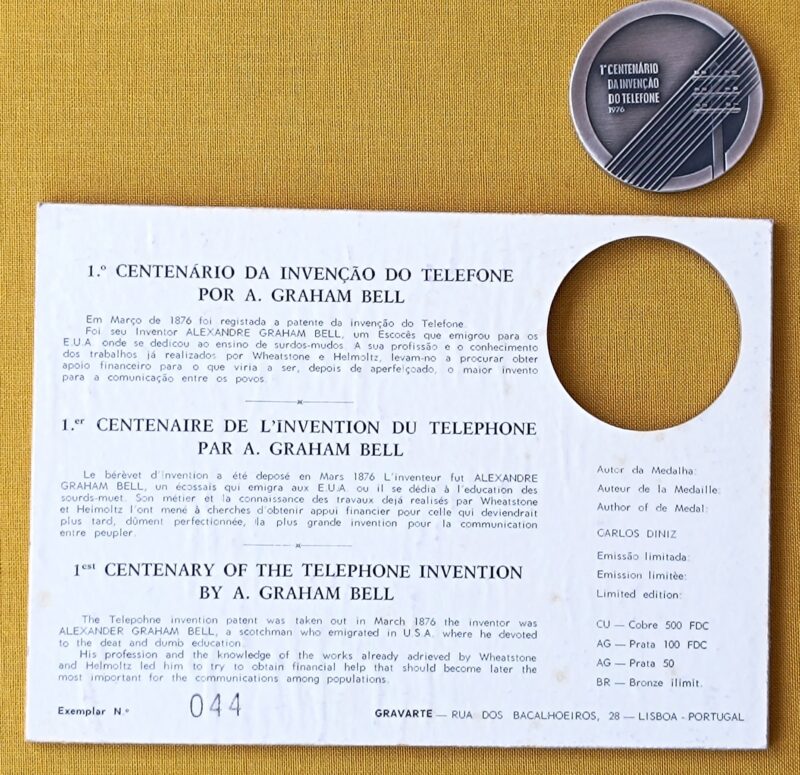 1º CENTENÁRIO
DA INVENÇÃO
DO TELEFONE
1976
1.º CENTENÁRIO DA INVENÇÃO DO TELEFONE
POR A. GRAHAM BELL
Em Março de 1876 foi registada a patente da invenção do Telefone.
Foi seu Inventor ALEXANDRE GRAHAM BELL, um Escocês que emigrou para os
E.U.A. onde se dedicou ao ensino de surdos-mudos. A sua profissão e o conhecimento
dos trabalhos já realizados por Wheatstone e Helmoltz, levam-no a procurar obter
apoio financeiro para o que viria a ser, depois de aperfeiçoado, o maior invento
para a comunicação entre os povos.
1.er CENTENAIRE DE L'INVENTION DU TELEPHONE
PAR A. GRAHAM BELL
Le bérèvet d'invention a été deposé en Mars 1876 L'inventeur fut ALEXANDRE
GRAHAM BELL, un écossais qui emigra aux E.U.A. ou il se dédia à l'education des
sourds-muet. Son métier et la connaissance des travaux dejá realisés par Wheatstone
et Heimoltz l'ont mené à cherches d'obtenir appui financier pour celle qui deviendrait
plus tard, dûment perfectionnée, lla plus grande invention pour la communication
entre peupler.
1est CENTENARY OF THE TELEPHONE INVENTION
BY A. GRAHAM BELL
The Telepohne invention patent was taken out in March 1876 the inventor was
ALEXANDER GRAHAM BELL, a scotchman who emigrated in U.S.A. where he devoted
to the deat and dumb education.
His profession and the knowledge of the works already adrieved by Wheatstone
and Helmoltz led him to try to obtain financial help that should become later the
most important for the communications among populations.
Exemplar N.º 044
Autor da Medalha:
Auteur de la Medaille:
Author of de Medal:
CARLOS DINIZ
Emissão limitada:
Emission limitèe:
Limited edition:
CU — Cobre 500 FDC
AG — Prata 100 FDC
AG — Prata 50
BR — Bronze ilimit.
GRAVARTE — RUA DOS BACALHOEIROS, 28 — LISBOA - PORTUGAL